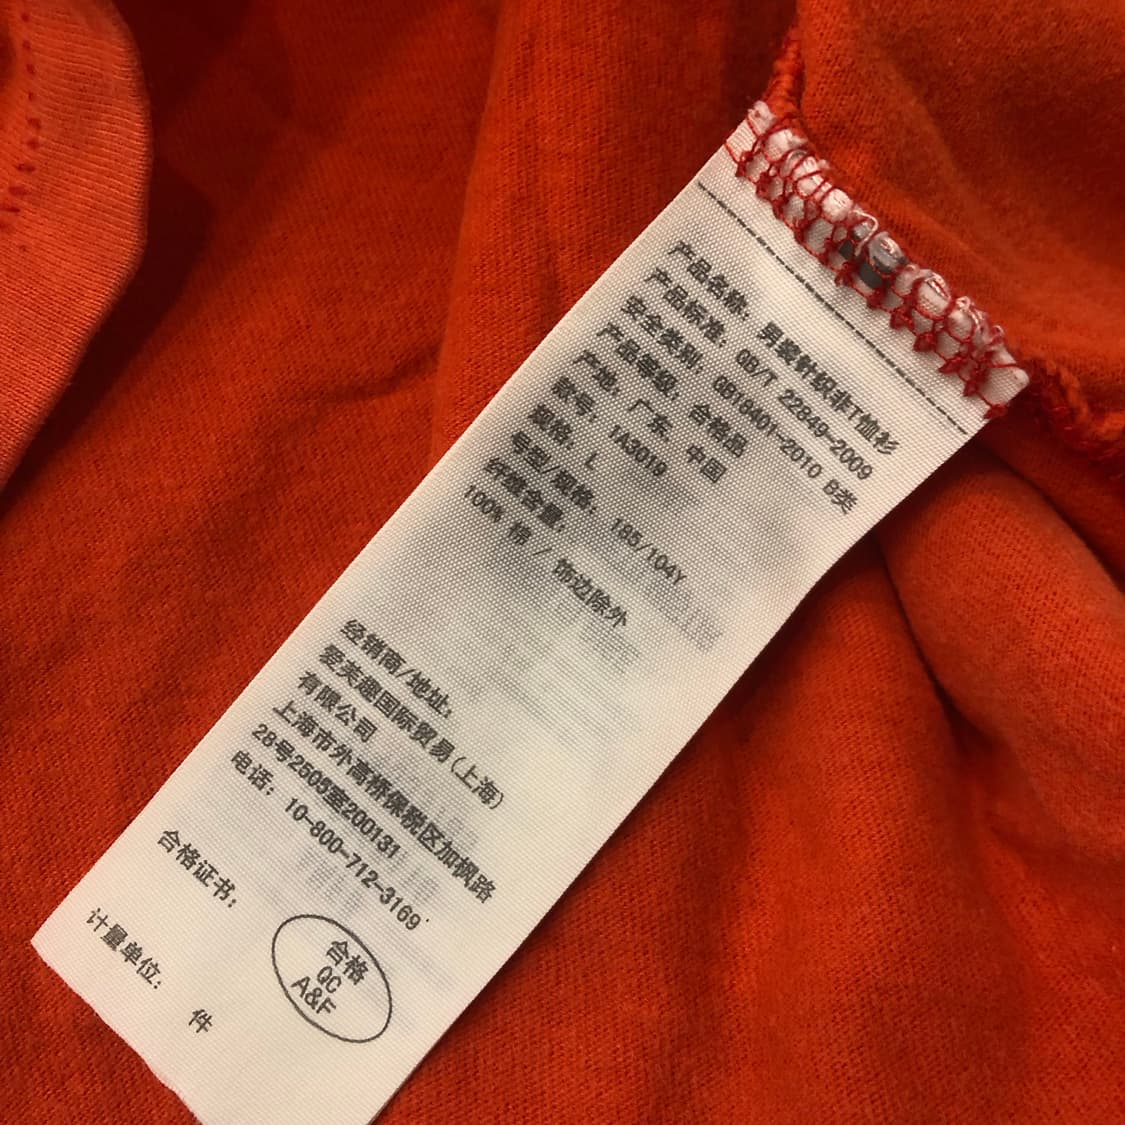 产品名称: 男装针织非T恤衫
产品标准: GB/T 22849-2009
安全类别: GB18401-2010 B类
产品等级: 合格品
产地: 广东, 中国
款号: 1A3019
规格: L
号型/规格: 185/104Y
纤维含量:
100% 棉 / 饰边除外
经销商/地址:
爱芙趣国际贸易(上海)
有限公司
上海市外高桥保税区加枫路
28号2505室200131
电话: 10-800-712-3169
合格证书:
合格
QC
A&F
计量单位:
件